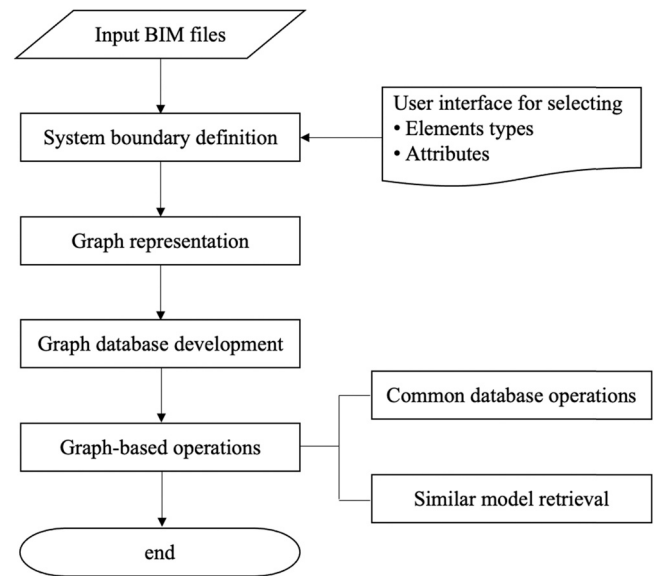 Input BIM files
System boundary definition
User interface for selecting
• Elements types
• Attributes
Graph representation
Graph database development
Common database operations
Graph-based operations
Similar model retrieval
end